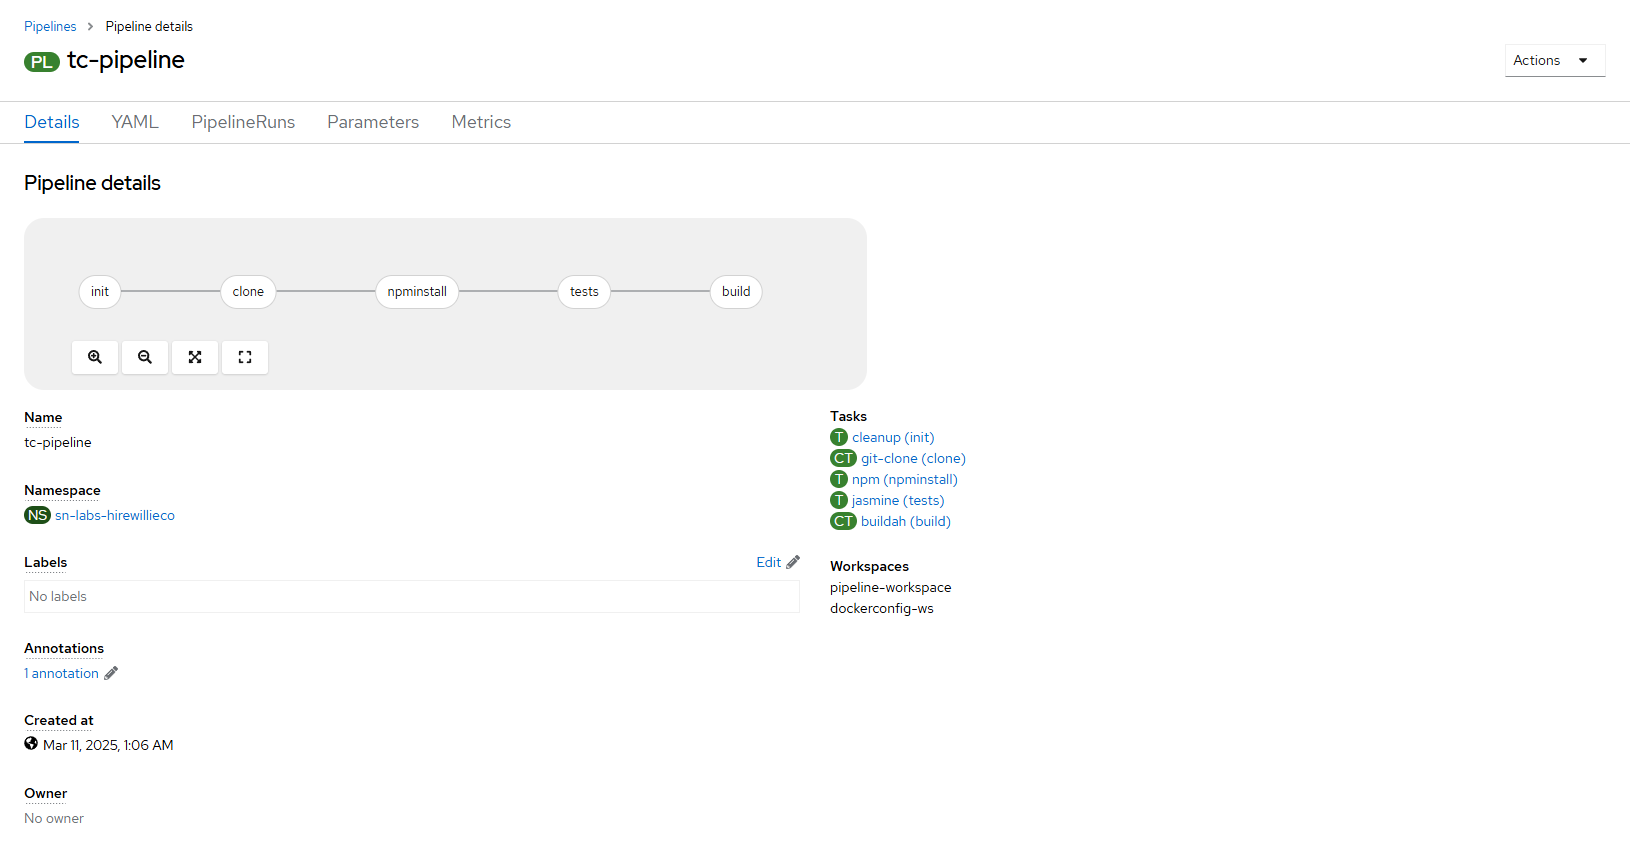 Pipelines > Pipeline details
PL tc-pipeline
Actions
Details YAML PipelineRuns Parameters Metrics
Pipeline details
init clone npminstall tests build
Name
tc-pipeline
Namespace
NS sn-labs-hirewillieco
Labels Edit
No labels
Annotations
1 annotation
Created at
Mar 11, 2025, 1:06 AM
Owner
No owner
Tasks
T cleanup (init)
CT git-clone (clone)
T npm (npminstall)
T jasmine (tests)
CT buildah (build)
Workspaces
pipeline-workspace
dockerconfig-ws